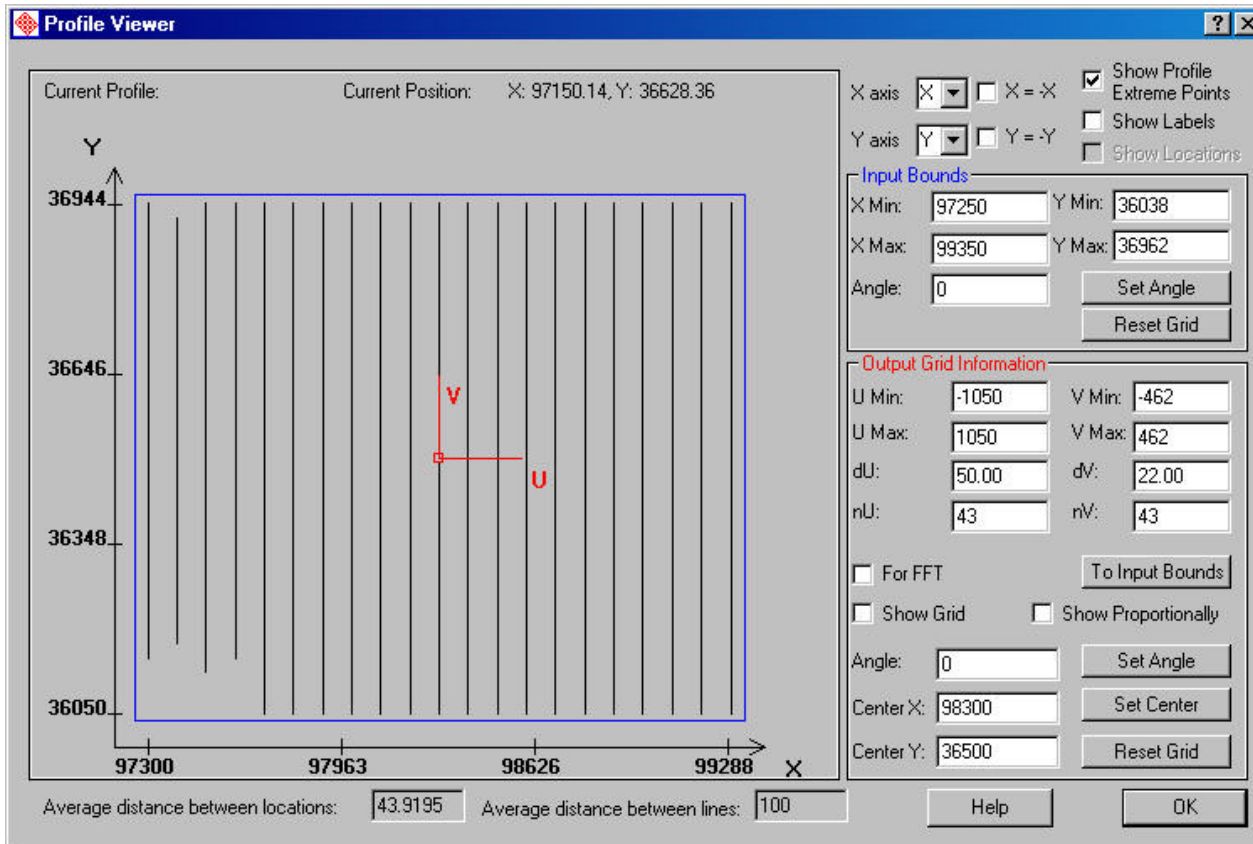 Profile Viewer
Current Profile: Current Position: X: 97150.14, Y: 36628.36
Y
36944
36646
36348
36050
V
U
97300 97963 98626 99288 X
Average distance between locations: 43.9195 Average distance between lines: 100
X axis X X = -X
Y axis Y Y = -Y
Show Profile
Extreme Points
Show Labels
Show Locations
Input Bounds
X Min: 97250 Y Min: 36038
X Max: 99350 Y Max: 36962
Angle: 0 Set Angle
Reset Grid
Output Grid Information
U Min: -1050 V Min: -462
U Max: 1050 V Max: 462
dU: 50.00 dV: 22.00
nU: 43 nV: 43
For FFT To Input Bounds
Show Grid Show Proportionally
Angle: 0 Set Angle
Center X: 98300 Set Center
Center Y: 36500 Reset Grid
Help OK